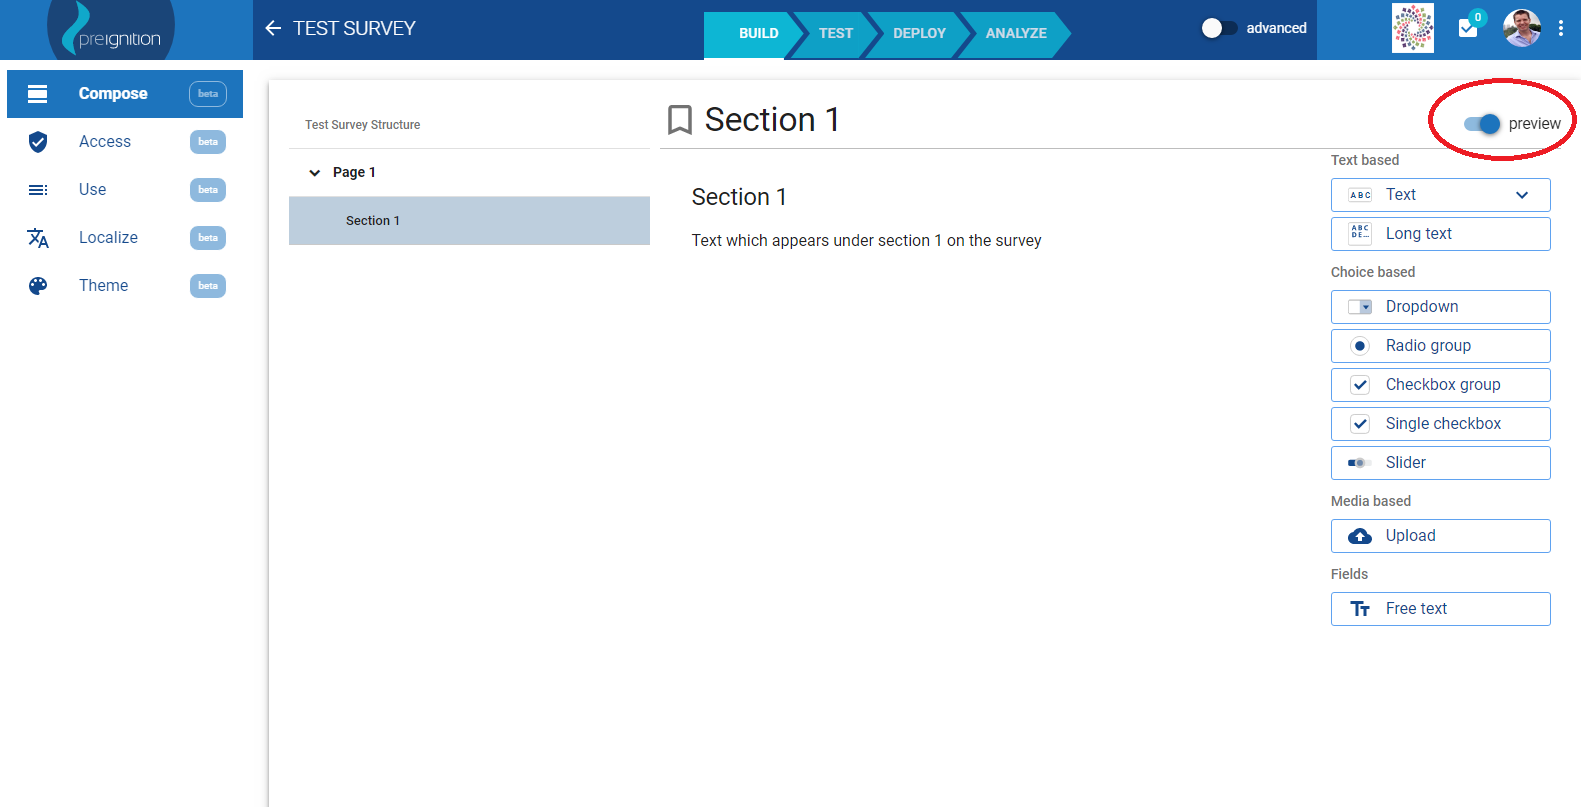 preignition
TEST SURVEY
BUILD
TEST
DEPLOY
ANALYZE
advanced
0
Compose beta
Access beta
Use beta
Localize beta
Theme beta
Test Survey Structure
Page 1
Section 1
Section 1
preview
Section 1
Text which appears under section 1 on the survey
Text based
ABC Text
ABC
DE... Long text
Choice based
Dropdown
Radio group
Checkbox group
Single checkbox
Slider
Media based
Upload
Fields
TT Free text